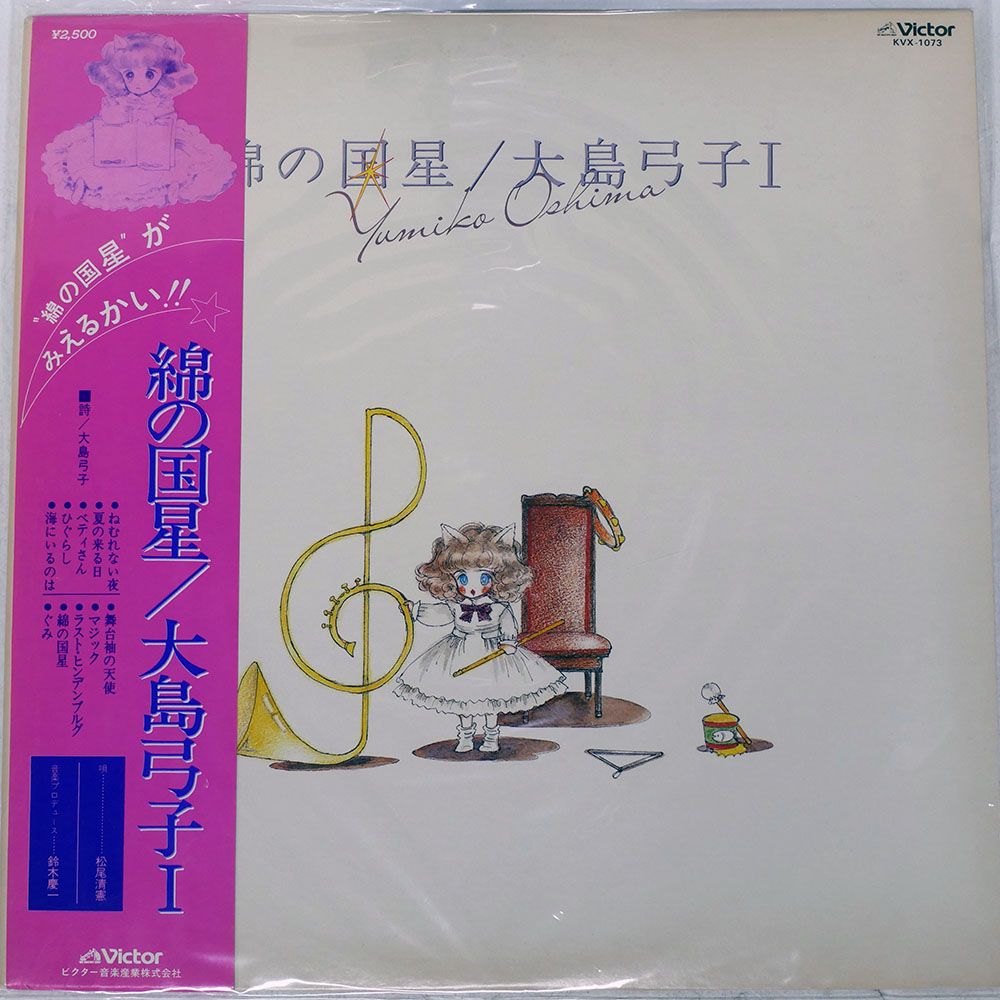 ¥2,500
Victor
KVX-1073
綿の国星/大島弓子I
Yumiko Oshima
"綿の国星"が
みえるかい!!
綿の国星/大島弓子I
■詩/大島弓子
●ねむれない夜
●夏の来る日
●ベティさん
●ひぐらし
●海にいるのは
●舞台袖の天使
●マジック
●ラスト・ヒンデンブルグ
●綿の国星
●ぐみ
唄……………………松尾清憲
音楽プロデュース……鈴木慶一
Victor
ビクター音楽産業株式会社